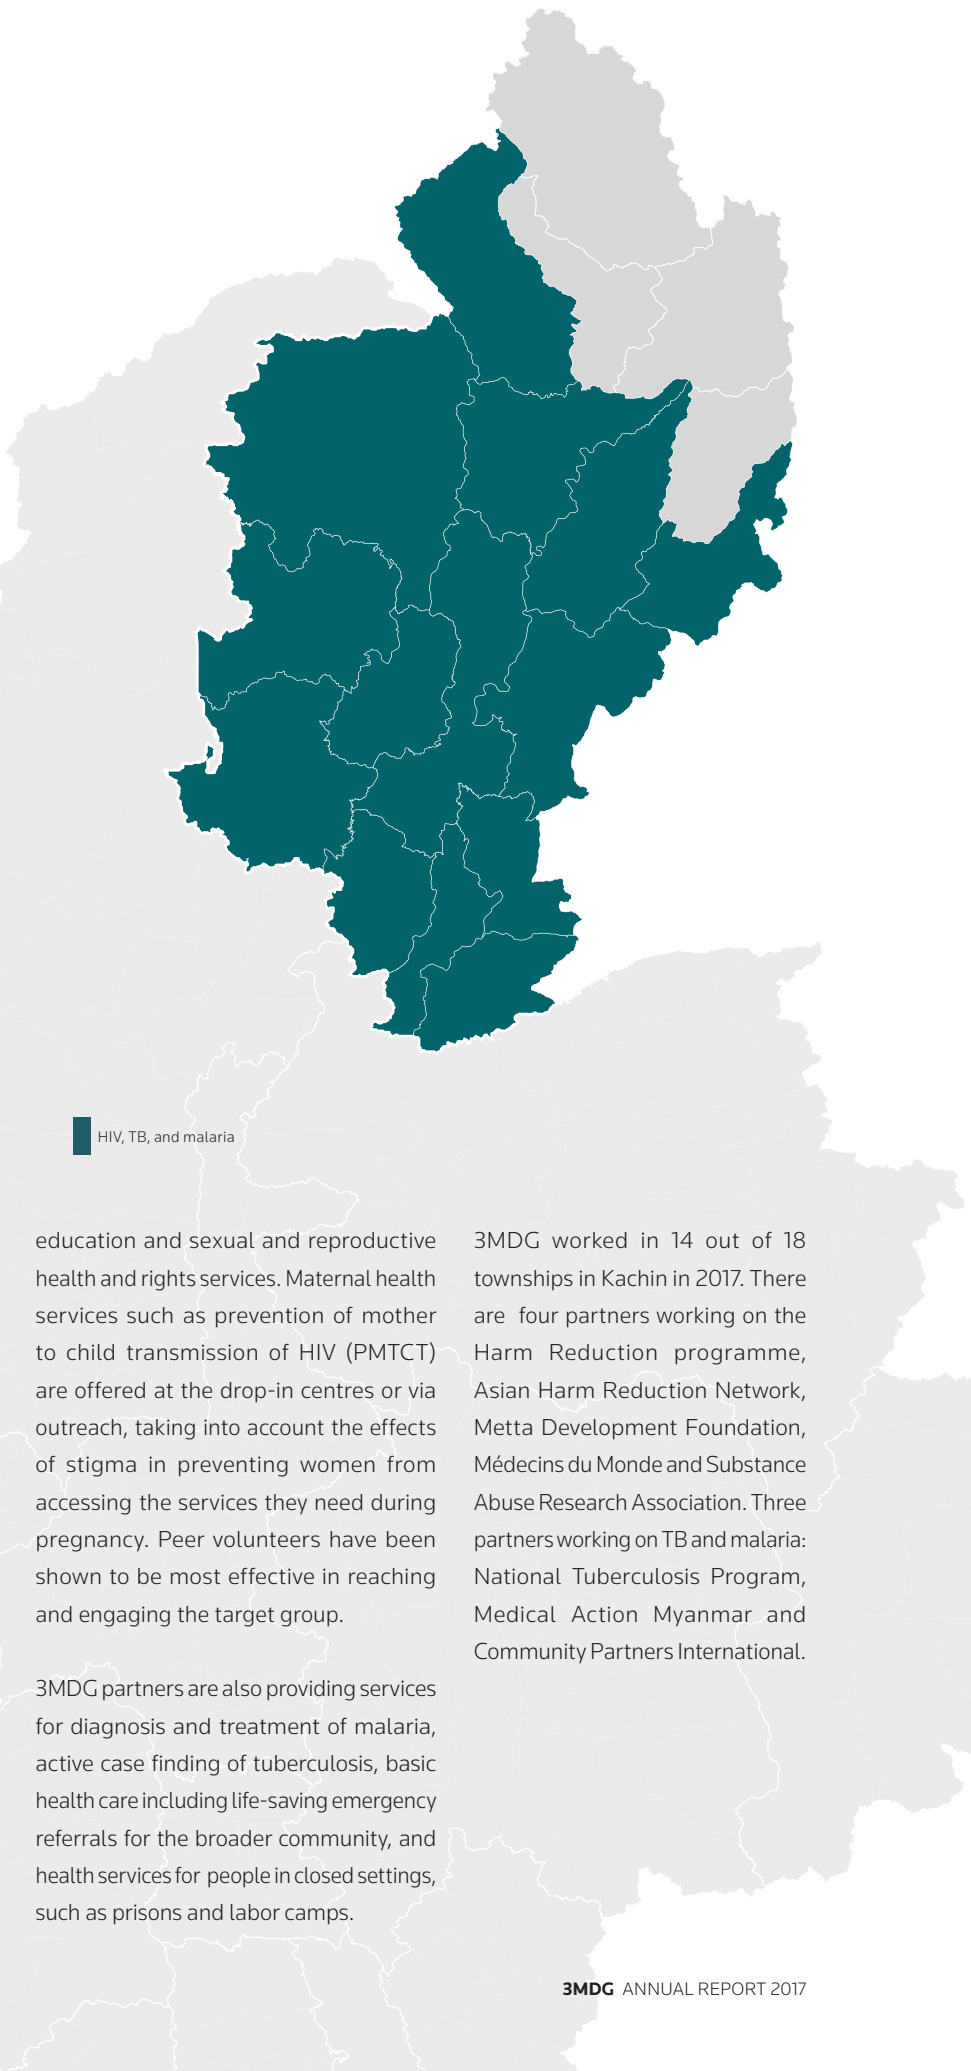 HIV, TB, and malaria
education and sexual and reproductive
health and rights services. Maternal health
services such as prevention of mother
to child transmission of HIV (PMTCT)
are offered at the drop-in centres or via
outreach, taking into account the effects
of stigma in preventing women from
accessing the services they need during
pregnancy. Peer volunteers have been
shown to be most effective in reaching
and engaging the target group.
3MDG partners are also providing services
for diagnosis and treatment of malaria,
active case finding of tuberculosis, basic
health care including life-saving emergency
referrals for the broader community, and
health services for people in closed settings,
such as prisons and labor camps.
3MDG worked in 14 out of 18
townships in Kachin in 2017. There
are four partners working on the
Harm Reduction programme,
Asian Harm Reduction Network,
Metta Development Foundation,
Médecins du Monde and Substance
Abuse Research Association. Three
partners working on TB and malaria:
National Tuberculosis Program,
Medical Action Myanmar and
Community Partners International.
3MDG ANNUAL REPORT 2017